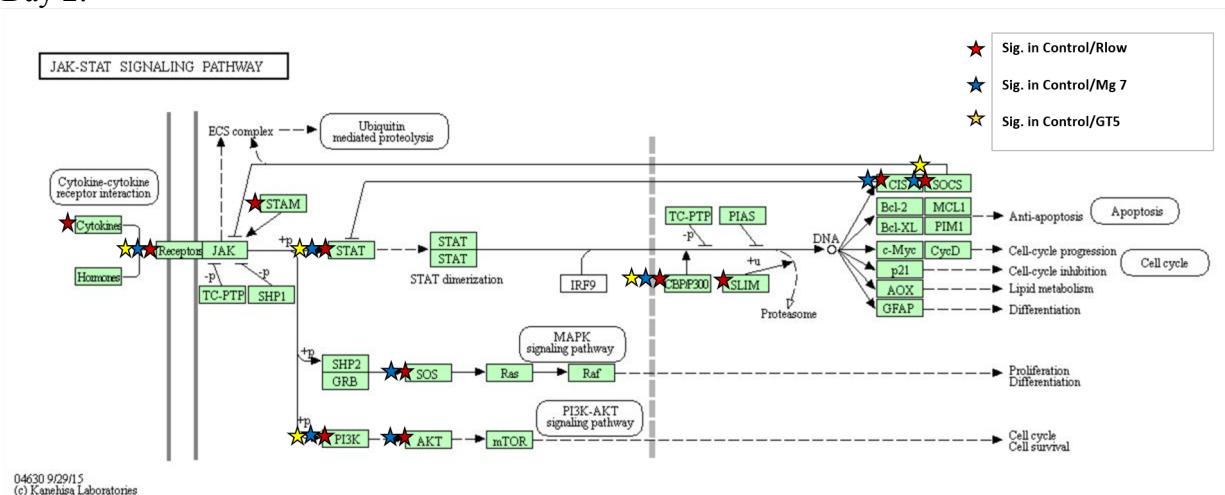 JAK-STAT SIGNALING PATHWAY
Sig. in Control/Rlow
Sig. in Control/Mg 7
Sig. in Control/GT5
ECS complex
Ubiquitin
mediated proteolysis
Cytokine-cytokine
receptor interaction
Cytokines
Hormones
Receptors
JAK
STAM
+p
STAT
-p
-p
TC-PTP
SHP1
STAT
STAT
STAT dimerization
IRF9
TC-PTP
PIAS
-p
+u
CBP/P300
SLIM
Proteasome
DNA
CIS
SOCS
Bcl-2
MCL1
Bcl-XL
PIM1
c-Myc
CycD
p21
AOX
GFAP
Anti-apoptosis
Apoptosis
Cell-cycle progression
Cell-cycle inhibition
Cell cycle
Lipid metabolism
Differentiation
+p
SHP2
GRB
SOS
Ras
Raf
MAPK
signaling pathway
Proliferation
Differentiation
+p
PI3K
AKT
mTOR
PI3K-AKT
signaling pathway
Cell cycle
Cell survival
04630 9/29/15
(c) Kanehisa Laboratories